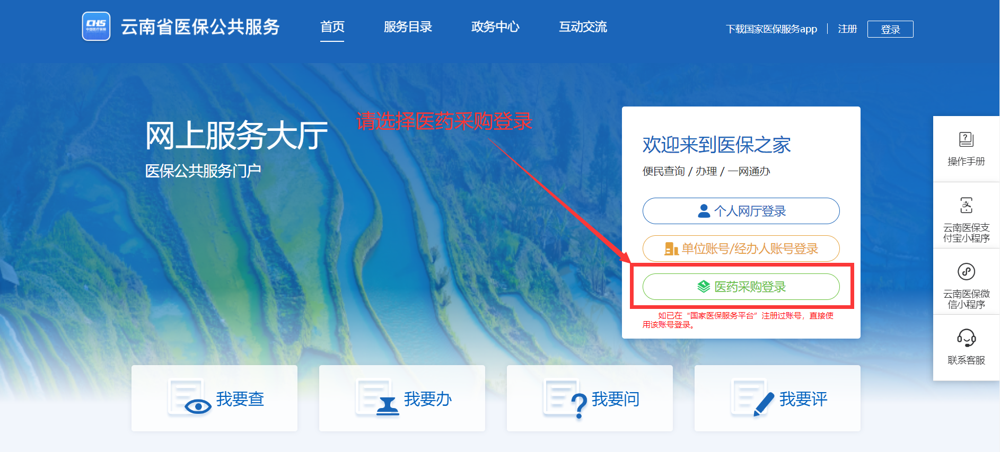 CHS
中国医疗保障
云南省医保公共服务
首页
服务目录
政务中心
互动交流
下载国家医保服务app
注册
登录
请选择医药采购登录
网上服务大厅
医保公共服务门户
欢迎来到医保之家
便民查询 / 办理 / 一网通办
个人网厅登录
单位账号/经办人账号登录
医药采购登录
如已在“国家医保服务平台”注册过账号，直接使
用该账号登录。
操作手册
云南医保支
付宝小程序
云南医保微
信小程序
联系客服
我要查
我要办
我要问
我要评